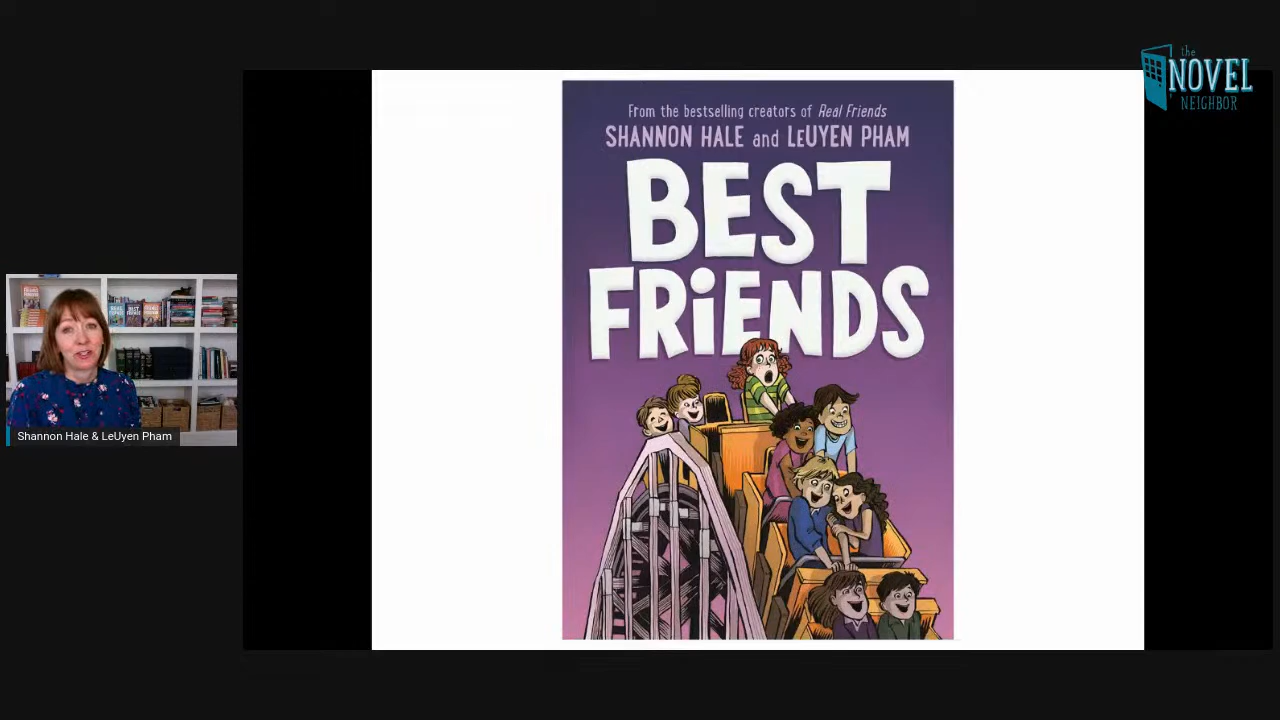 the
NOVEL
NEIGHBOR
From the bestselling creators of Real Friends
SHANNON HALE and LEUYEN PHAM
BEST
FRiENDS
Shannon Hale & LeUyen Pham